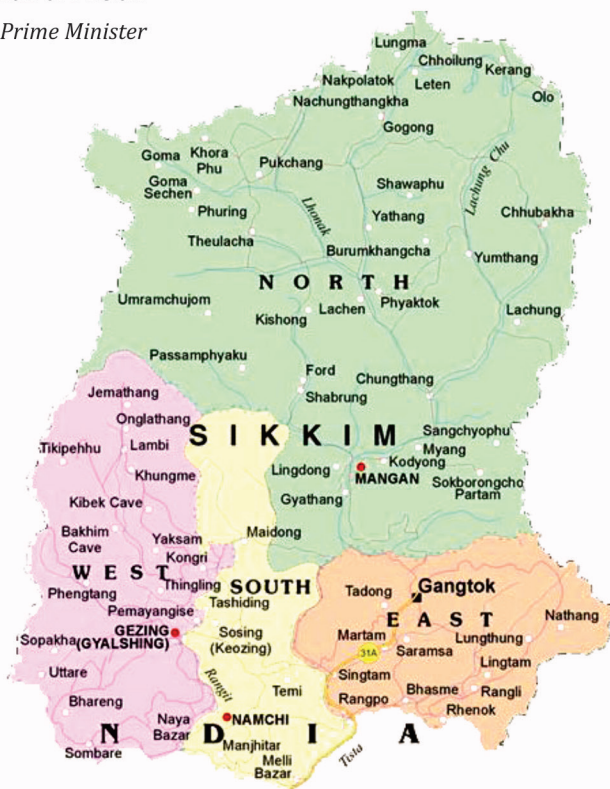 Prime Minister
Lungma
Chhoilung
Kerang
Nakpolatok
Leten
Olo
Nachungthangkha
Gogong
Goma
Khora
Phu
Pukchang
Lachung Chu
Goma
Sechen
Shawaphu
Lhonak
Phuring
Yathang
Chhubakha
Theulacha
Burumkhangcha
Yumthang
NORTH
Umramchujom
Lachen
Phyaktok
Kishong
Lachung
Passamphyaku
Ford
Chungthang
Jemathang
Shabrung
Onglathang
SIKKIM
Sangchyophu
Tikipehhu
Lambi
Myang
Kodyong
Lingdong
MANGAN
Khungme
Sokborongcho
Partam
Gyathang
Kibek Cave
Bakhim
Cave
Maidong
Yaksam
Kongri
WEST
Thingling
SOUTH
Tadong
Gangtok
Phengtang
Tashiding
Pemayangise
EAST
Nathang
GEZING
(GYALSHING)
Sosing
(Keozing)
Martam
Lungthung
Sopakha
31A
Saramsa
Lingtam
Uttare
Rangit
Singtam
Temi
Bhasme
Rangli
Bhareng
Rangpo
Rhenok
Naya
Bazar
NAMCHI
N D I A
Manjhitar
Sombare
Melli
Bazar
Tista